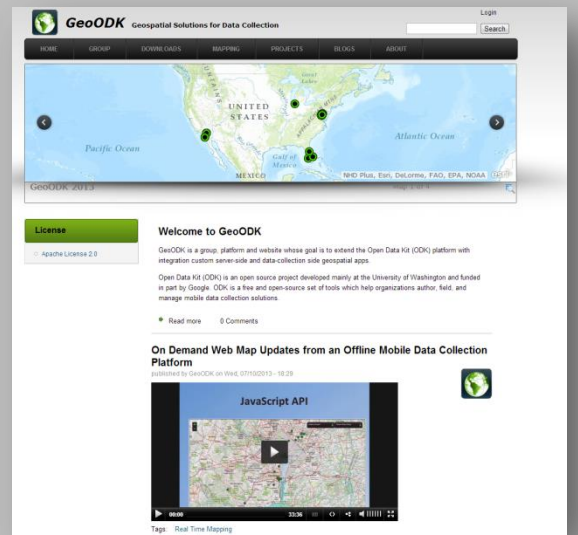 Login
GeoODK Geospatial Solutions for Data Collection
Search
HOME GROUP DOWNLOADS MAPPING PROJECTS BLOGS ABOUT
UNITED
STATES
Great
Lakes
Pacific Ocean
Atlantic Ocean
Gulf of
Mexico
MEXICO
NHD Plus, Esri, DeLorme, FAO, EPA, NOAA
GeoODK 2013
License
Apache License 2.0
Welcome to GeoODK
GeoODK is a group, platform and website whose goal is to extend the Open Data Kit (ODK) platform with
integration custom server-side and data-collection side geospatial apps.
Open Data Kit (ODK) is an open source project developed mainly at the University of Washington and funded
in part by Google. ODK is a free and open-source set of tools which help organizations author, field, and
manage mobile data collection solutions.
Read more 0 Comments
On Demand Web Map Updates from an Offline Mobile Data Collection
Platform
published by GeoODK on Wed, 07/10/2013 - 18:29
JavaScript API
00:00 33:36
Tags: Real Time Mapping